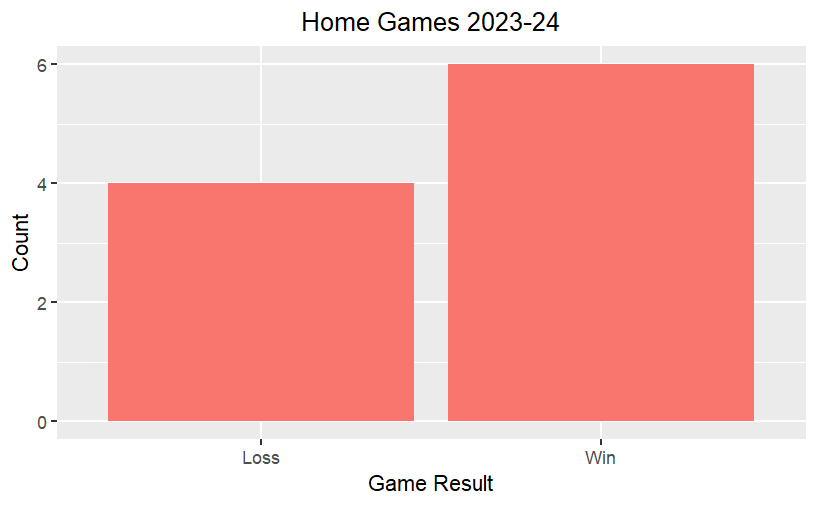 Home Games 2023-24
6
4
2
0
Count
Loss
Win
Game Result